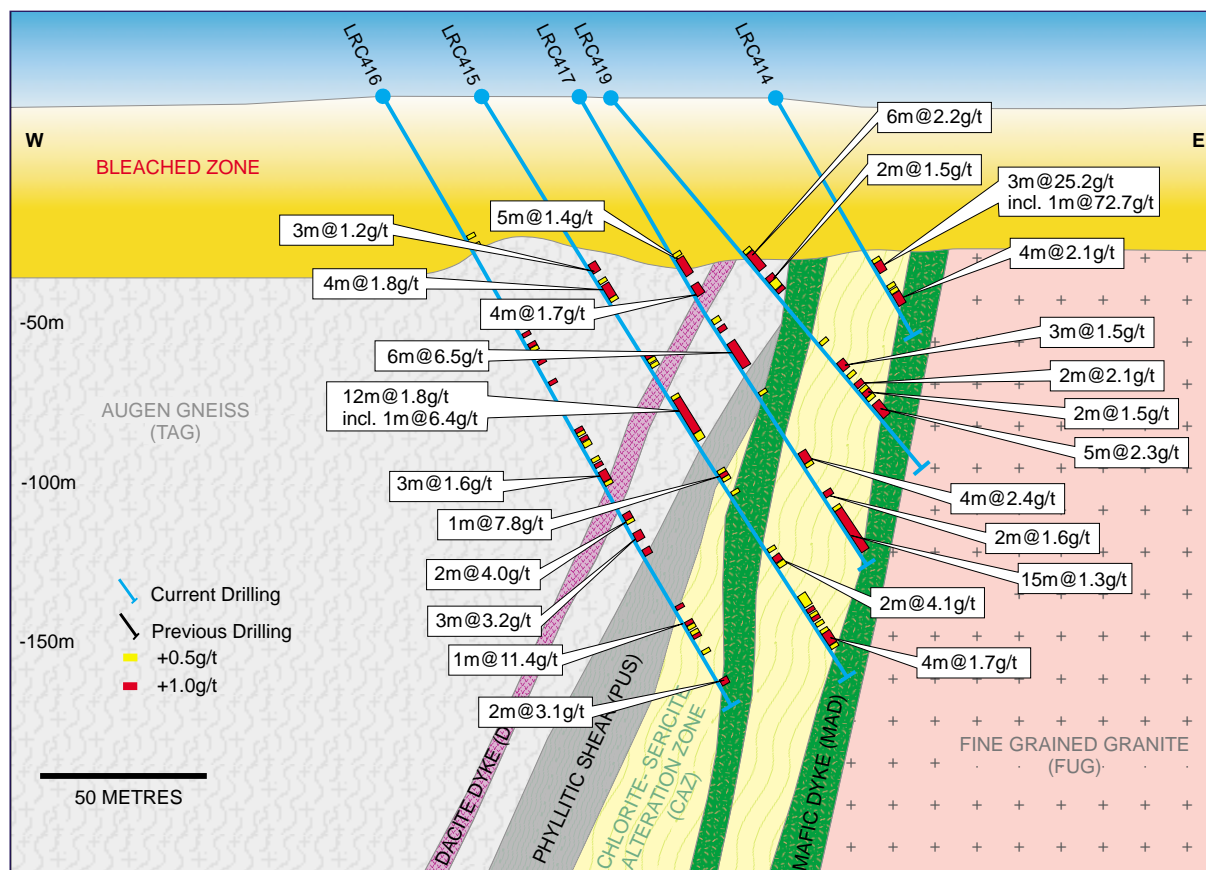 LRC416
LRC415
LRC417
LRC419
LRC414
W
E
BLEACHED ZONE
6m@2.2g/t
2m@1.5g/t
3m@25.2g/t
incl. 1m@72.7g/t
4m@2.1g/t
5m@1.4g/t
3m@1.2g/t
4m@1.8g/t
4m@1.7g/t
-50m
6m@6.5g/t
3m@1.5g/t
2m@2.1g/t
2m@1.5g/t
5m@2.3g/t
12m@1.8g/t
incl. 1m@6.4g/t
AUGEN GNEISS
(TAG)
-100m
3m@1.6g/t
4m@2.4g/t
1m@7.8g/t
2m@1.6g/t
15m@1.3g/t
2m@4.0g/t
2m@4.1g/t
3m@3.2g/t
-150m
1m@11.4g/t
4m@1.7g/t
2m@3.1g/t
Current Drilling
Previous Drilling
+0.5g/t
+1.0g/t
50 METRES
DACITE DYKE (D
PHYLLITIC SHEAR (PUS)
CHLORITE- SERICITE
ALTERATION ZONE
(CAZ)
MAFIC DYKE (MAD)
FINE GRAINED GRANITE
(FUG)